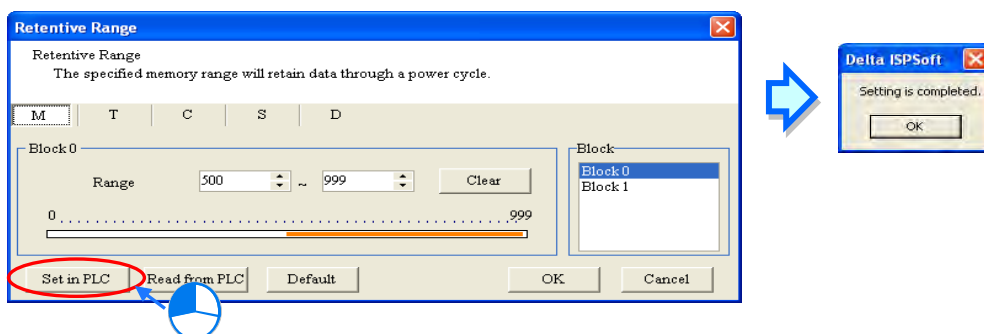 Retentive Range
Retentive Range
The specified memory range will retain data through a power cycle.
M T C S D
Block 0
Range 500 ~ 999 Clear
0 999
Block
Block 0
Block 1
Set in PLC Read from PLC Default OK Cancel
Delta ISPSoft
Setting is completed.
OK